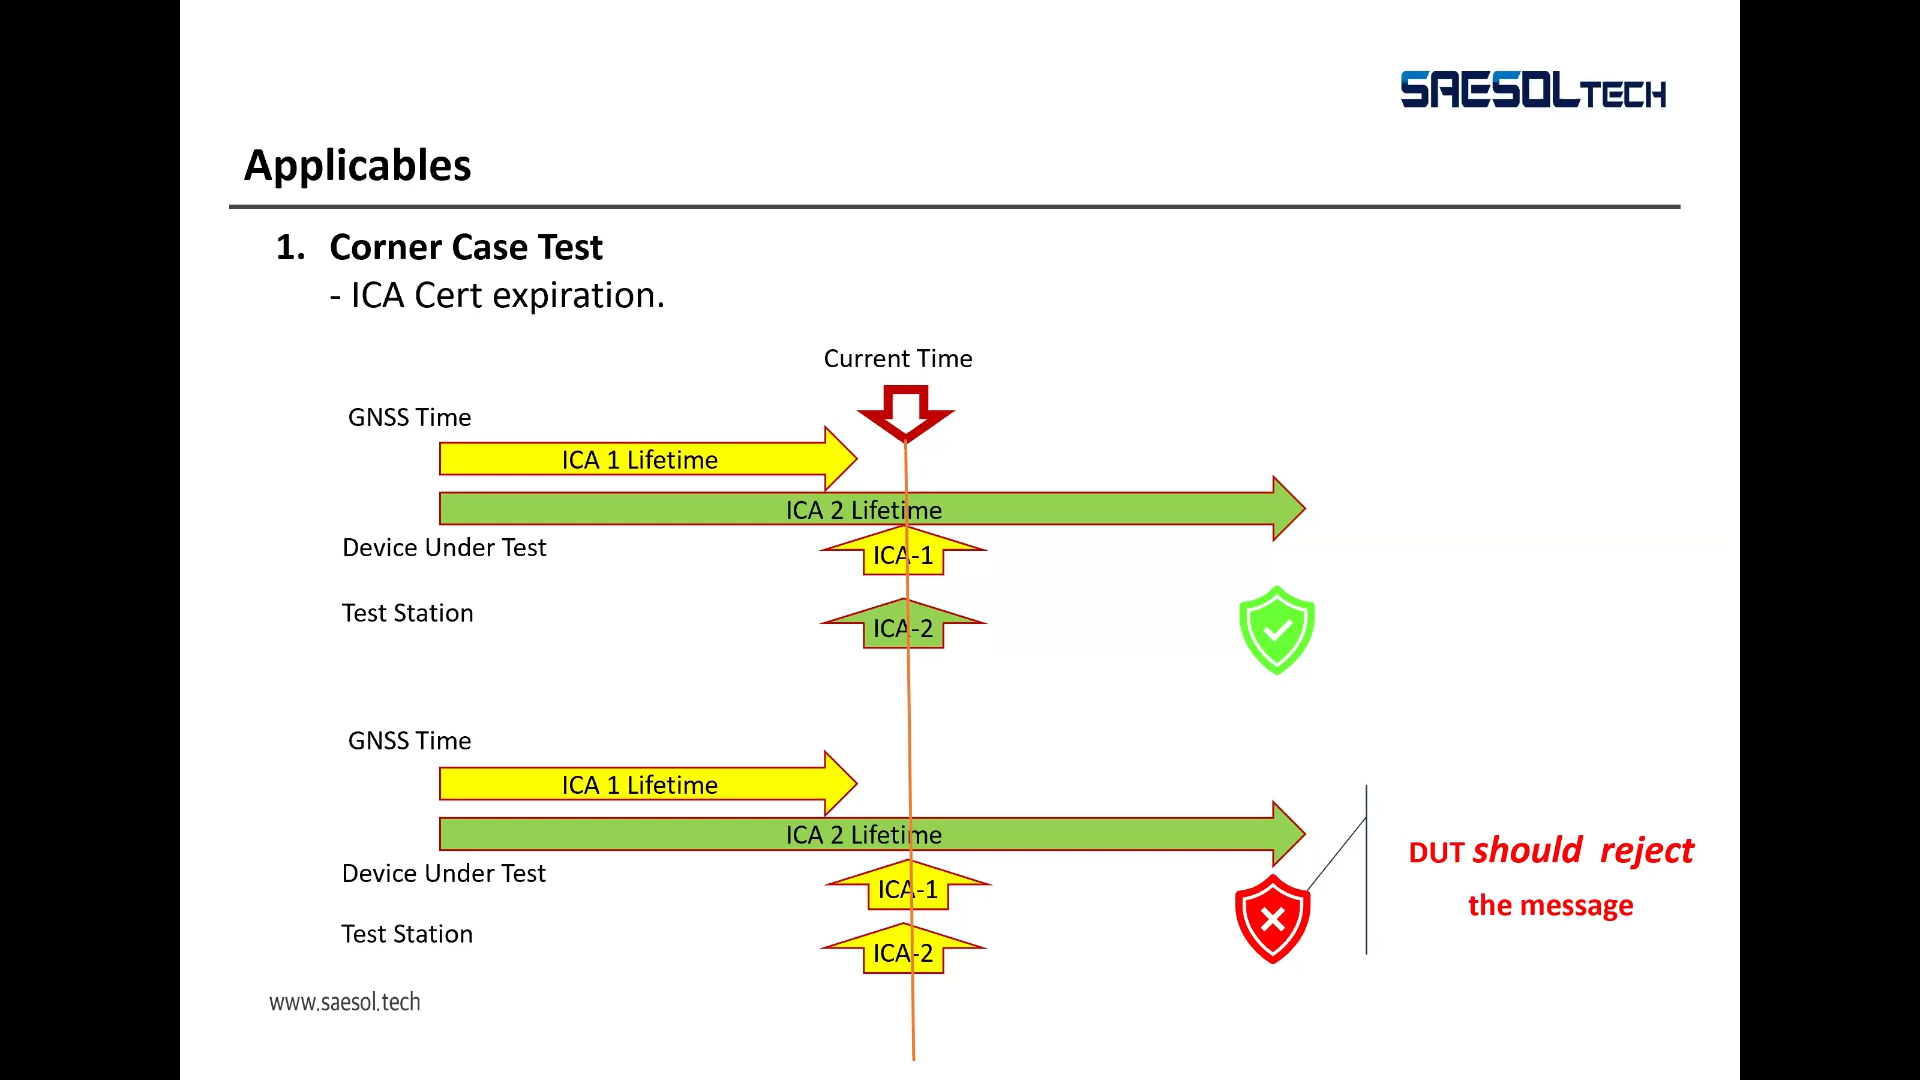 SAESOLTECH
Applicables
1. Corner Case Test
- ICA Cert expiration.
Current Time
GNSS Time
ICA 1 Lifetime
ICA 2 Lifetime
Device Under Test
ICA-1
Test Station
ICA-2
GNSS Time
ICA 1 Lifetime
ICA 2 Lifetime
Device Under Test
ICA-1
Test Station
ICA-2
DUT should reject
the message
www.saesol.tech